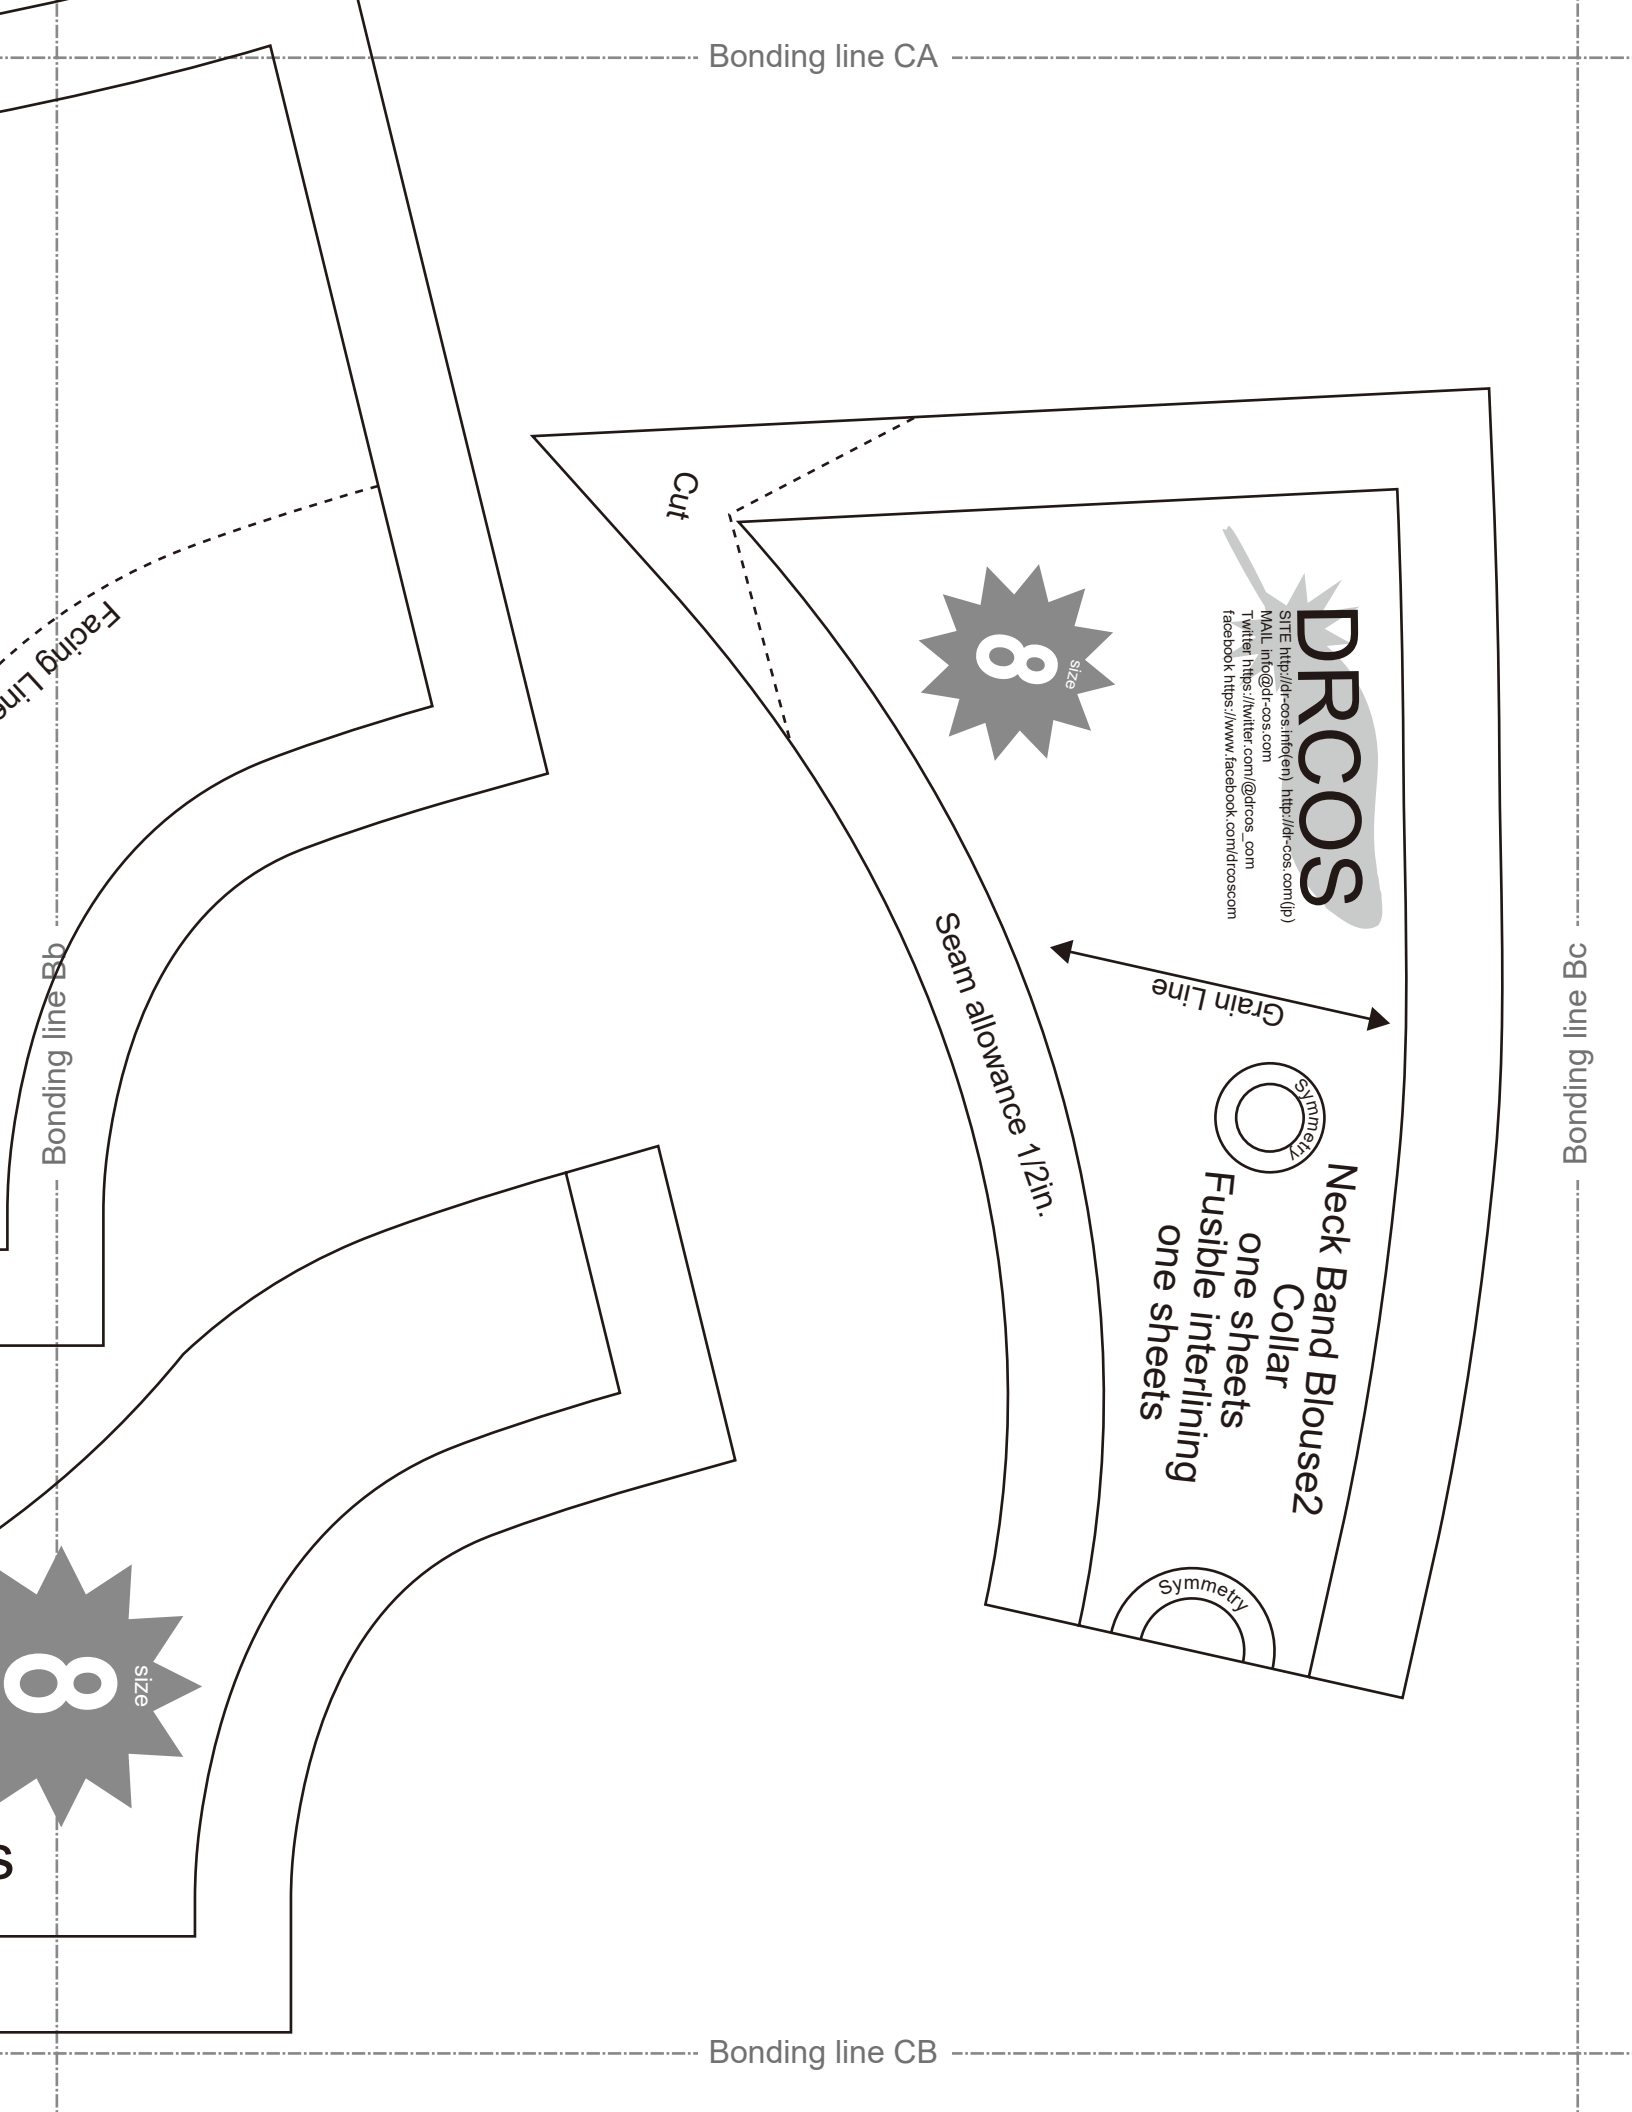 Bonding line CA
Cut
Facing Line
8
size
DRCOS
SITE http://dr-cos.info(en) http://dr-cos.com(jp)
MAIL info@dr-cos.com
Twitter https://twitter.com/@drcos_com
facebook https://www.facebook.com/drcoscom
Bonding line Bb
Bonding line Bc
Seam allowance 1/2in.
Grain Line
Symmetry
Neck Band Blouse2
Collar
one sheets
Fusible interlining
one sheets
Symmetry
8
size
s
Bonding line CB